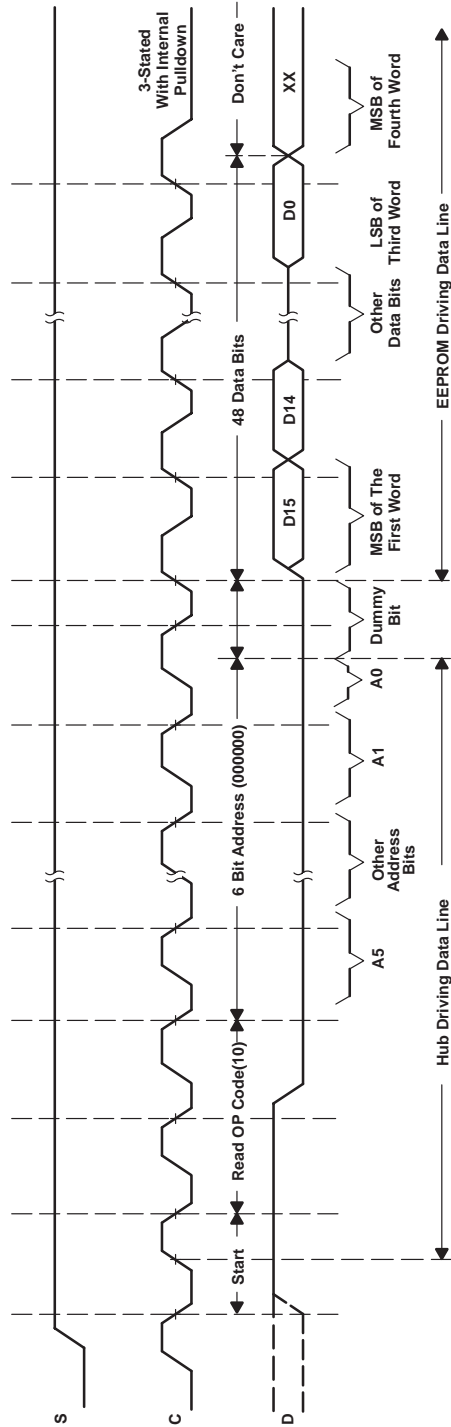 S
C
3-Stated
With Internal
Pulldown
Start
Read OP Code(10)
6 Bit Address (000000)
48 Data Bits
Don't Care
D
D15
D14
D0
XX
A5
Other
Address
Bits
A1
A0
Dummy
Bit
MSB of The
First Word
Other
Data Bits
LSB of
Third Word
MSB of
Fourth Word
Hub Driving Data Line
EEPROM Driving Data Line